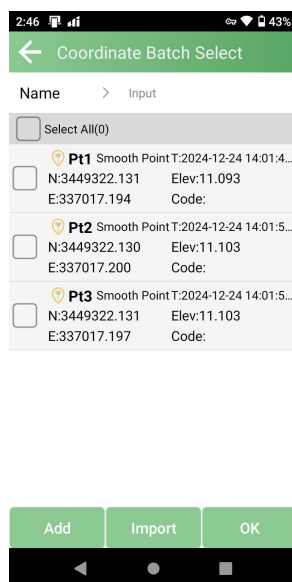 2:46 43%
Coordinate Batch Select
Name > Input
Select All(0)
Pt1 Smooth Point T:2024-12-24 14:01:4...
N:3449322.131 Elev:11.093
E:337017.194 Code:
Pt2 Smooth Point T:2024-12-24 14:01:5...
N:3449322.130 Elev:11.103
E:337017.200 Code:
Pt3 Smooth Point T:2024-12-24 14:01:5...
N:3449322.131 Elev:11.103
E:337017.197 Code:
Add Import OK